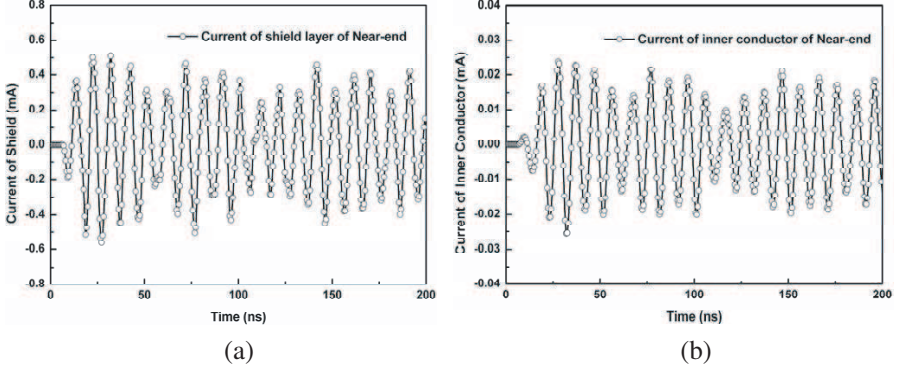 0.8
0.6
0.4
0.2
0.0
-0.2
-0.4
-0.6
-0.8
Current of Shield (mA)
Current of shield layer of Near-end
0 50 100 150 200
Time (ns)
(a)
0.04
0.03
0.02
0.01
0.00
-0.01
-0.02
-0.03
-0.04
Current of Inner Conductor (mA)
Current of inner conductor of Near-end
0 50 100 150 200
Time (ns)
(b)